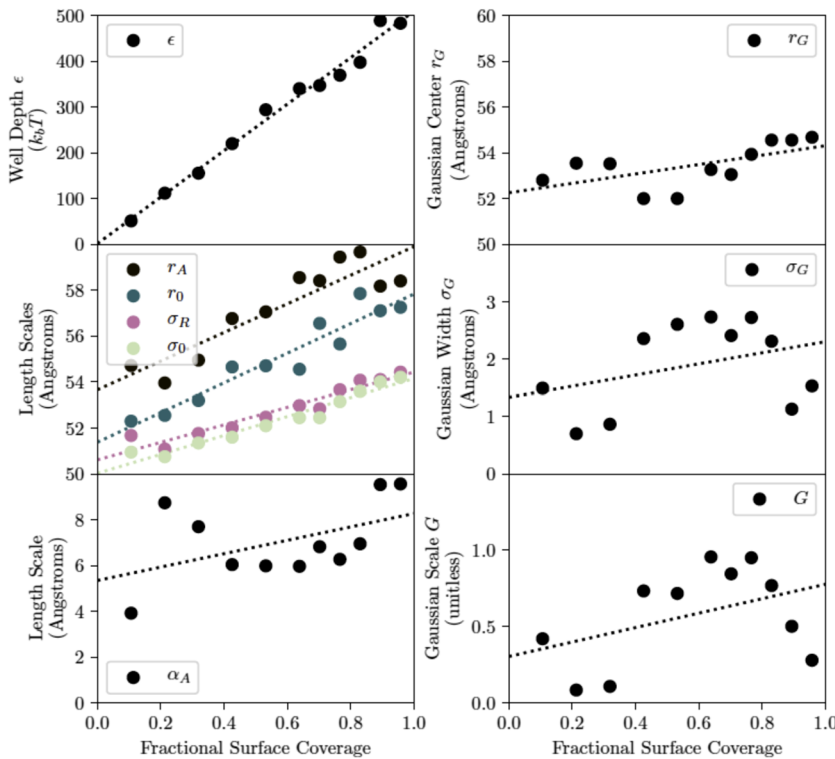 500
400
300
200
100
0
Well Depth ϵ
(k_bT)
ϵ
60
58
56
54
52
50
Gaussian Center r_G
(Angstroms)
r_G
58
56
54
52
50
Length Scales
(Angstroms)
r_A
r_0
σ_R
σ_0
3
2
1
0
Gaussian Width σ_G
(Angstroms)
σ_G
8
6
4
2
0
Length Scale
(Angstroms)
α_A
0.0 0.2 0.4 0.6 0.8 1.0
Fractional Surface Coverage
1.0
0.5
0.0
Gaussian Scale G
(unitless)
G
0.0 0.2 0.4 0.6 0.8 1.0
Fractional Surface Coverage